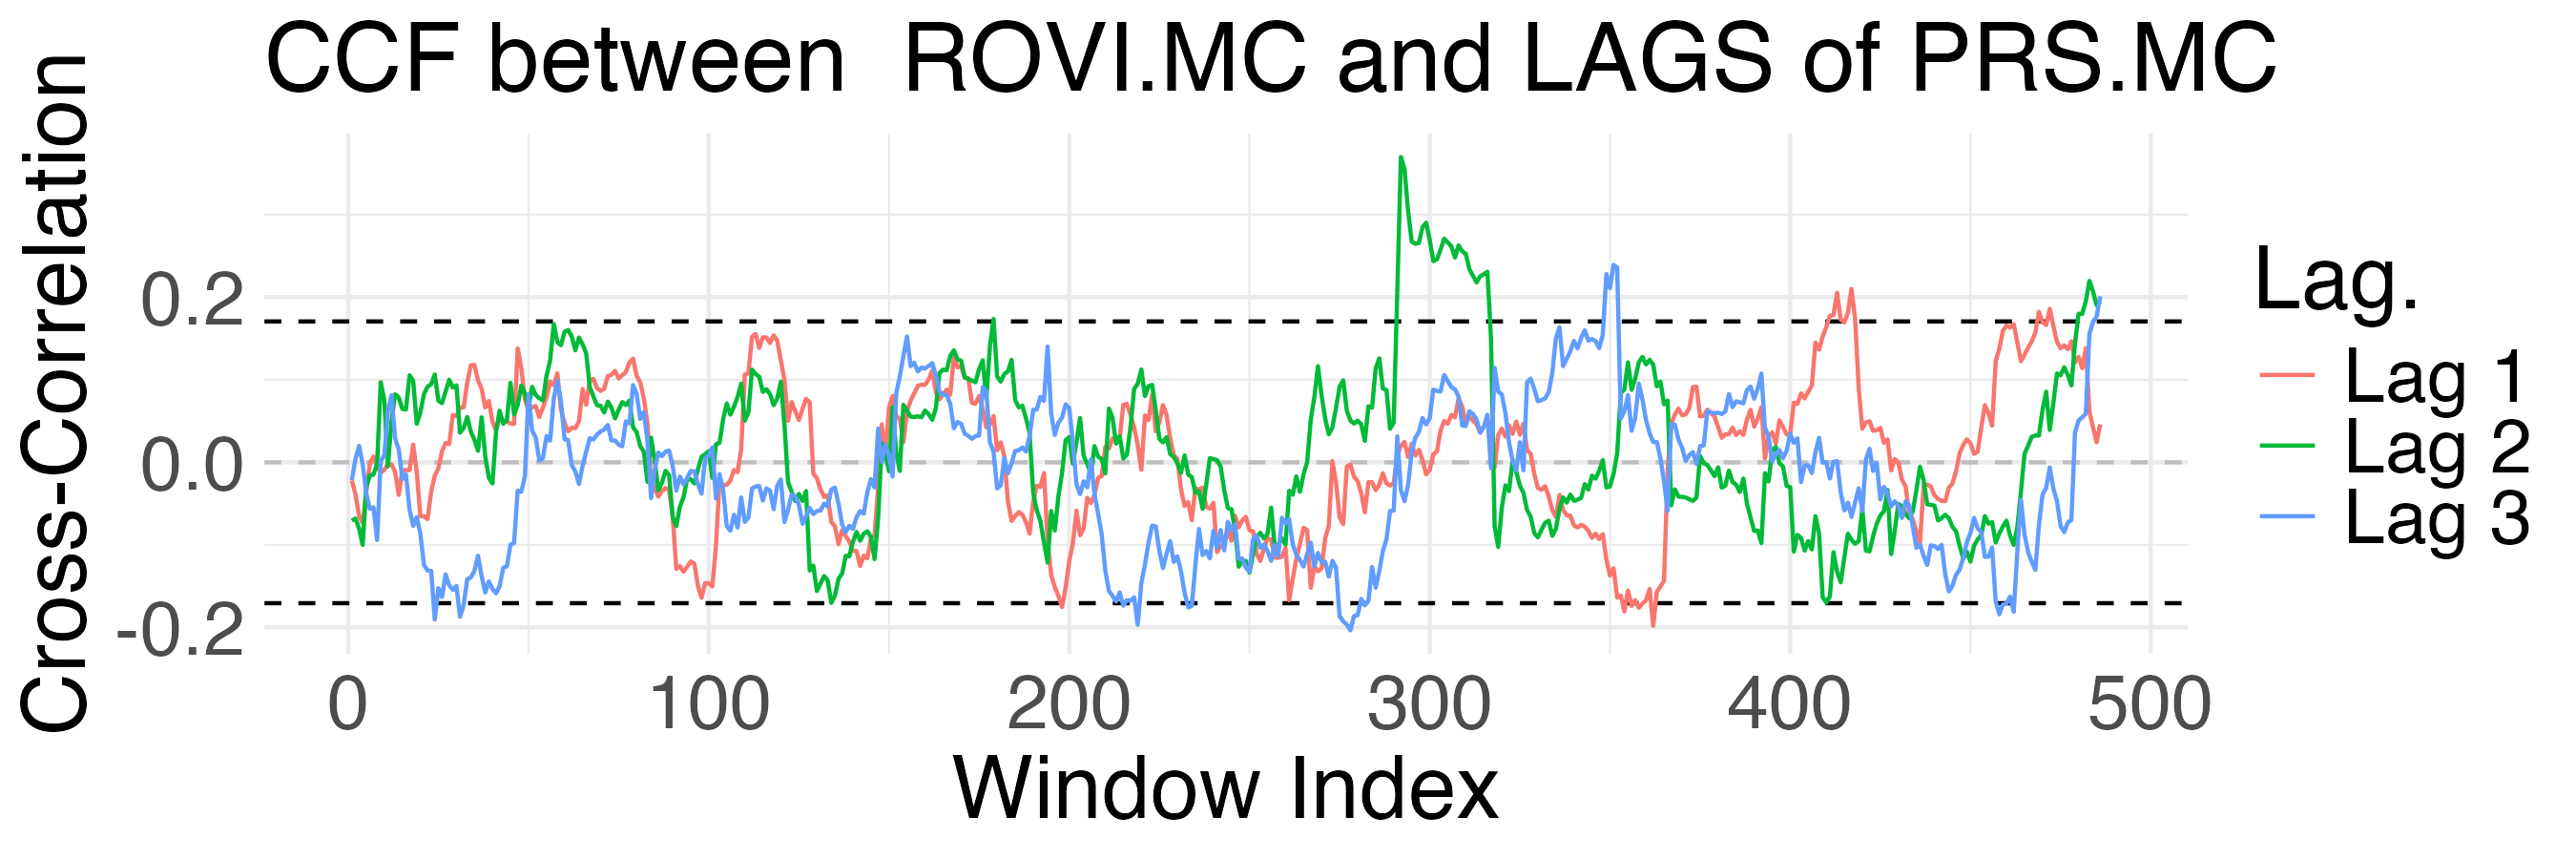 CCF between  ROVI.MC and LAGS of PRS.MC
Cross-Correlation
0.2
0.0
-0.2
0 100 200 300 400 500
Window Index
Lag.
Lag 1
Lag 2
Lag 3